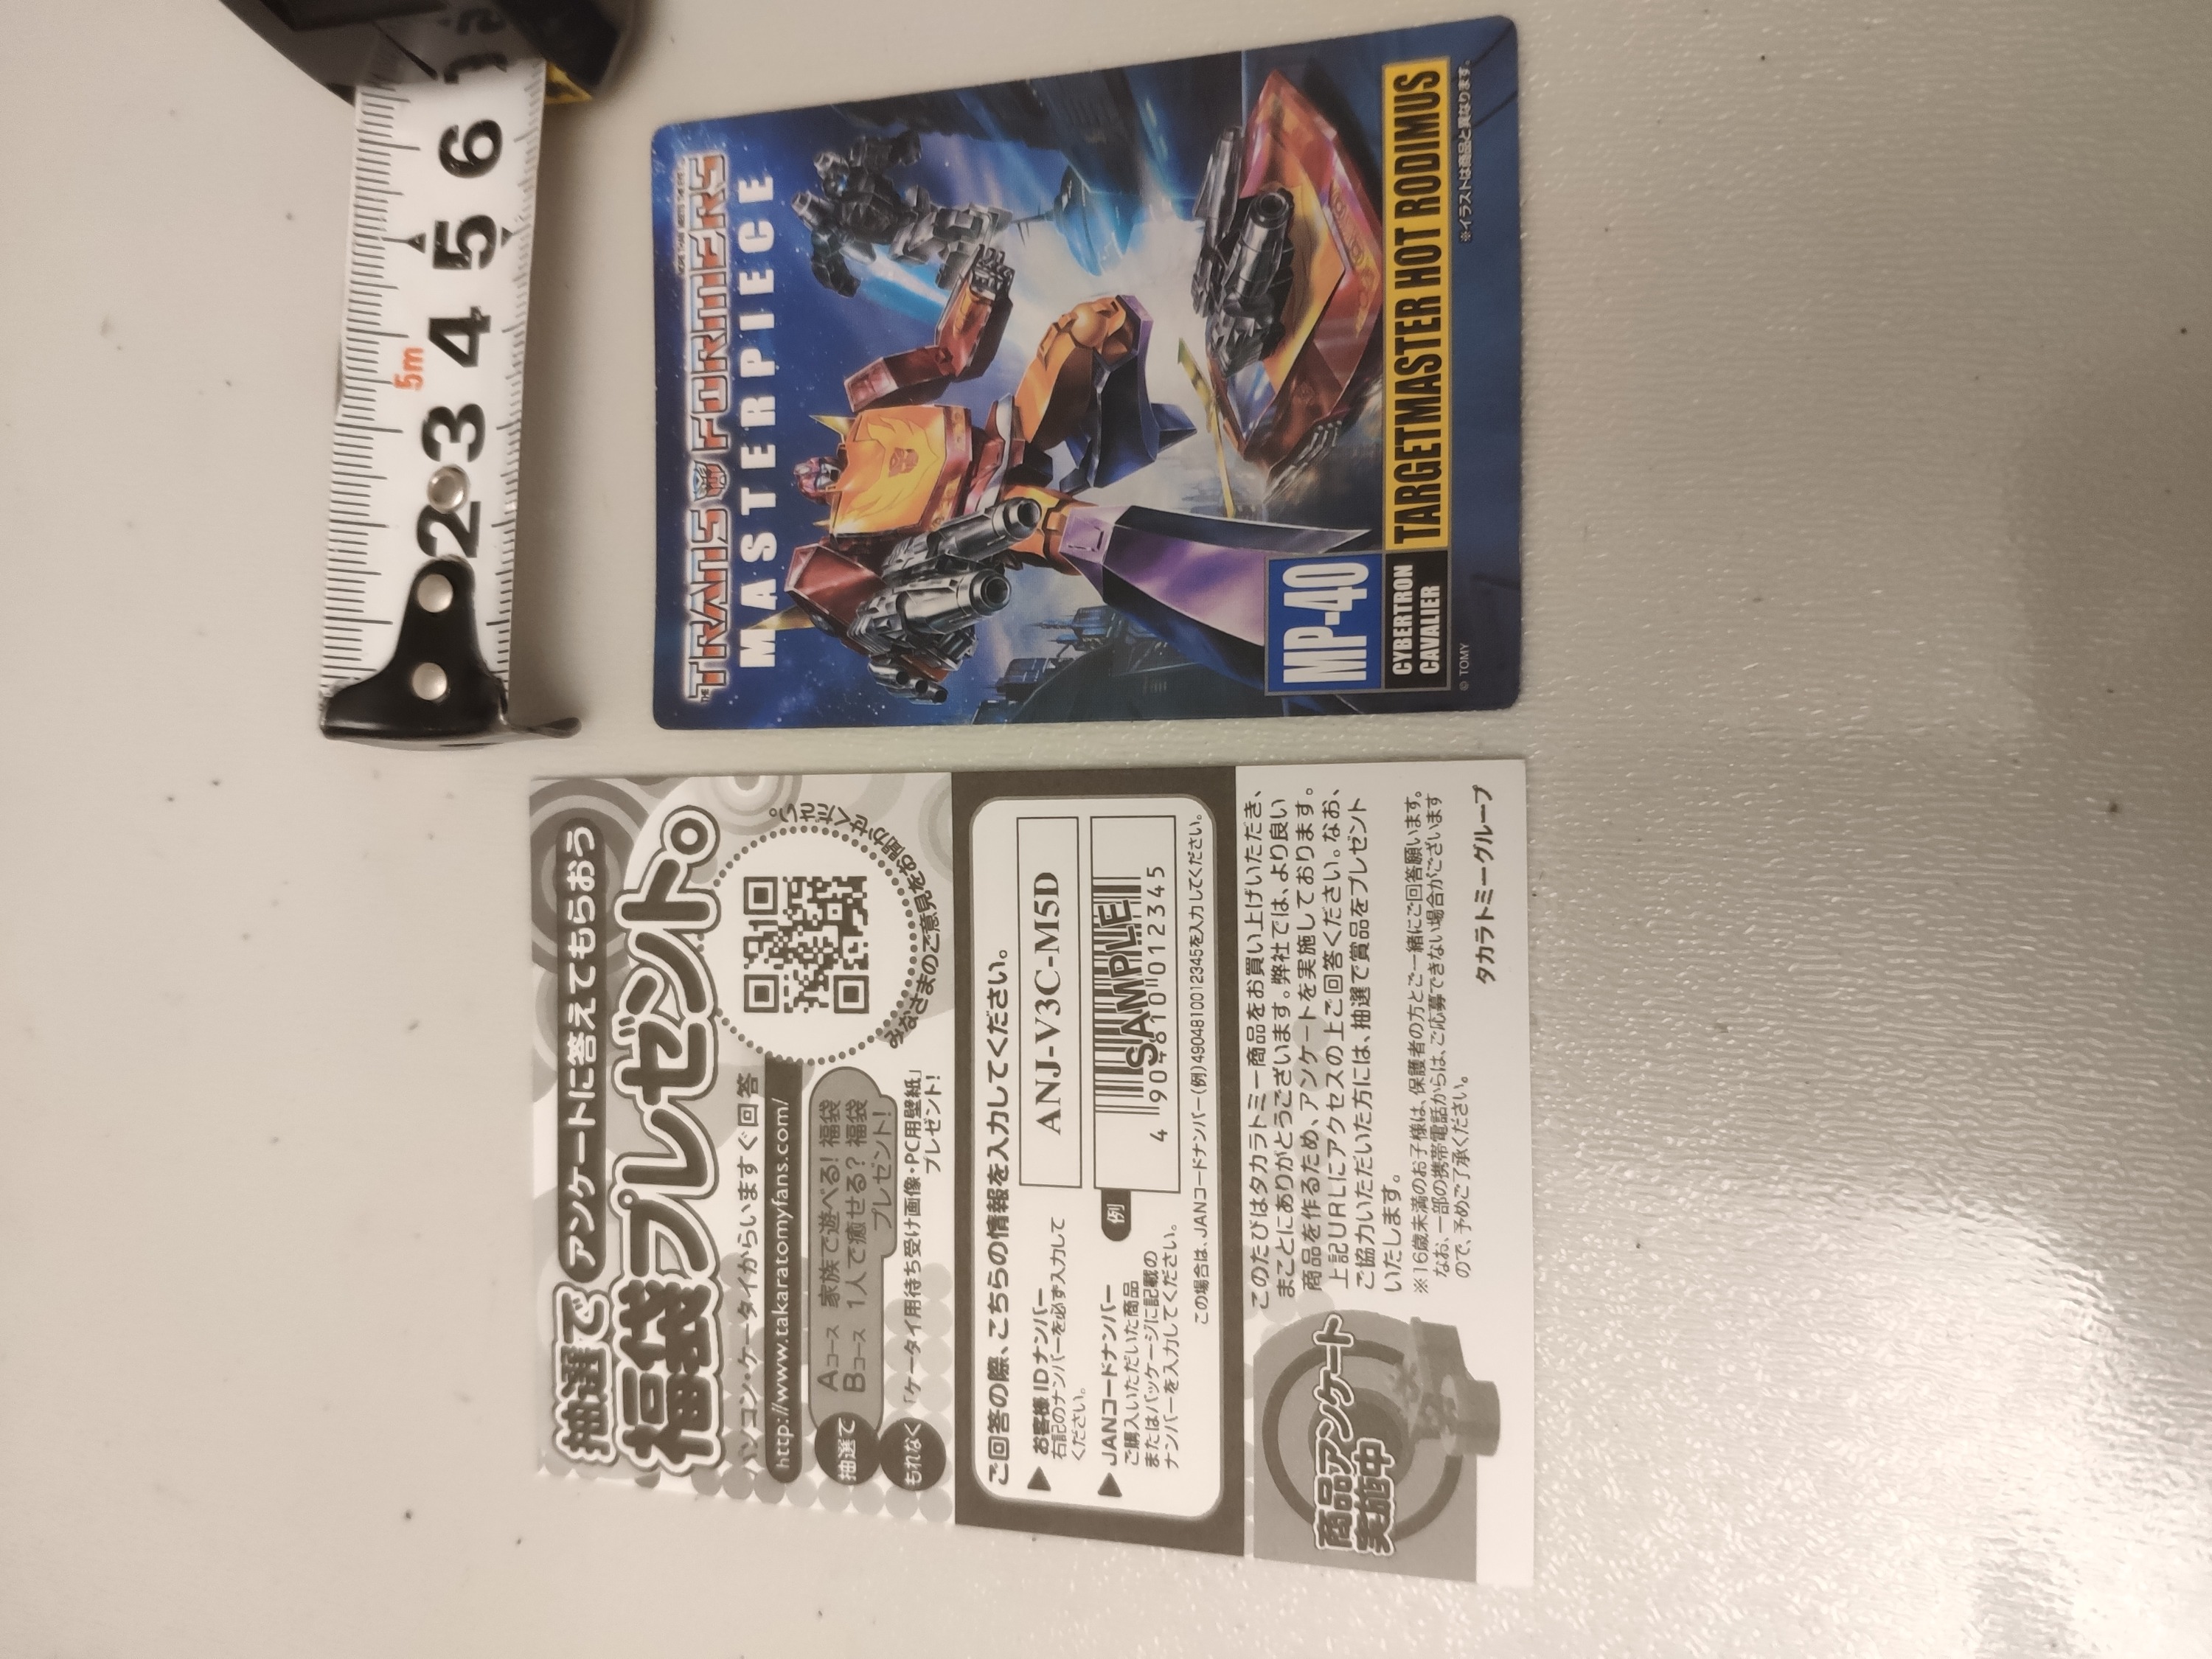 5m
2 3 4 5 6
MORE THAN MEETS THE EYE
THE TRANSFORMERS
MASTERPIECE
MP-40
CYBERTRON
CAVALIER
TARGETMASTER HOT RODIMUS
© TOMY
※イラストは商品と異なります。
抽選で
アンケートに答えてもらおう
福袋プレゼント。
パソコン・ケータイからいますぐ回答
http://www.takaratomyfans.com/
抽選で
Aコース 家族で遊べる! 福袋
Bコース 1人で癒せる? 福袋
プレゼント!
もれなく
「ケータイ用待ち受け画像・PC用壁紙」
プレゼント!
みなさまのご意見をお聞かせください。
ご回答の際、こちらの情報を入力してください。
▶ お客様IDナンバー
右記のナンバーを必ず入力して
ください。
ANJ-V3C-M5D
▶ JANコードナンバー
ご購入いただいた商品
またはパッケージに記載の
ナンバーを入力してください。
例
SAMPLE
4 904810 012345
この場合は、JANコードナンバー(例)4904810012345を入力してください。
商品アンケート
実施中
このたびはタカラトミー商品をお買い上げいただき、
まことにありがとうございます。弊社では、より良い
商品を作るため、アンケートを実施しております。
上記URLにアクセスの上ご回答ください。なお、
ご協力いただいた方には、抽選で賞品をプレゼント
いたします。
※16歳未満のお子様は、保護者の方とご一緒にご回答願います。
なお、一部の携帯電話からは、ご応募できない場合がございます
ので、予めご了承ください。
タカラトミーグループ